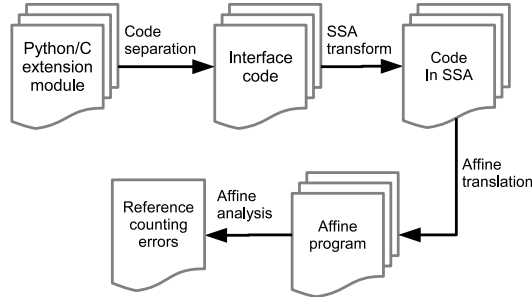 Python/C
extension
module
Code
separation
Interface
code
SSA
transform
Code
In SSA
Affine
translation
Affine
program
Affine
analysis
Reference
counting
errors